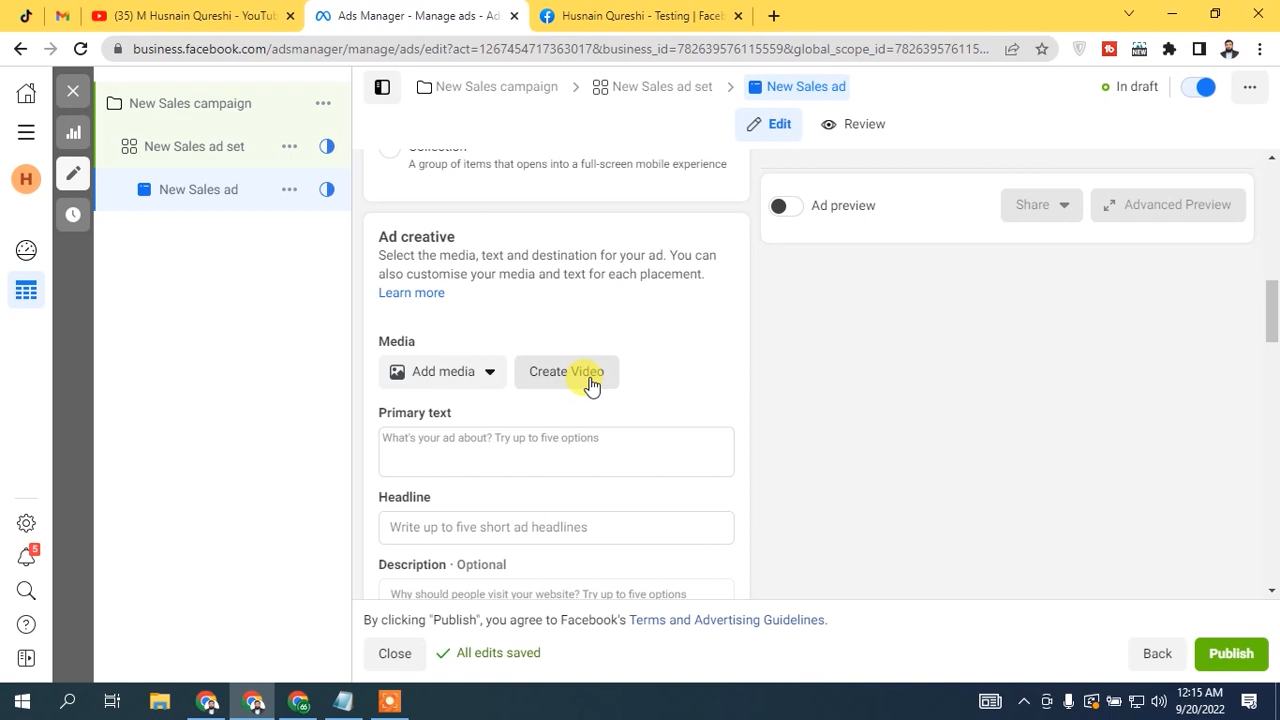 (35) M Husnain Qureshi - YouTu
Ads Manager - Manage ads - Ad
Husnain Qureshi - Testing | Faceb
business.facebook.com/adsmanager/manage/ads/edit?act=1267454717363017&business_id=782639576115559&global_scope_id=782639576115...
New Sales campaign
New Sales ad set
New Sales ad
New Sales campaign
New Sales ad set
New Sales ad
In draft
Edit
Review
H
A group of items that opens into a full-screen mobile experience
Ad preview
Share
Advanced Preview
Ad creative
Select the media, text and destination for your ad. You can
also customise your media and text for each placement.
Learn more
Media
Add media
Create Video
Primary text
What's your ad about? Try up to five options
Headline
Write up to five short ad headlines
Description · Optional
Why should people visit your website? Try up to five options
5
By clicking "Publish", you agree to Facebook's Terms and Advertising Guidelines.
Close
All edits saved
Back
Publish
12:15 AM
9/20/2022